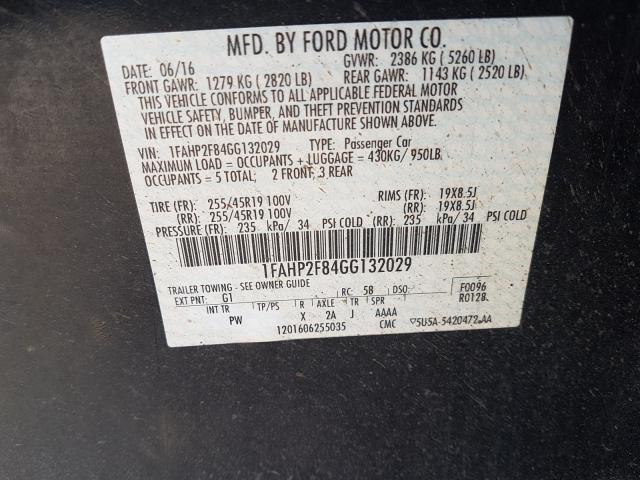 MFD. BY FORD MOTOR CO.
DATE: 06/16 GVWR: 2386 KG ( 5260 LB)
FRONT GAWR: 1279 KG ( 2820 LB) REAR GAWR: 1143 KG ( 2520 LB)
THIS VEHICLE CONFORMS TO ALL APPLICABLE FEDERAL MOTOR
VEHICLE SAFETY, BUMPER, AND THEFT PREVENTION STANDARDS
IN EFFECT ON THE DATE OF MANUFACTURE SHOWN ABOVE.
VIN: 1FAHP2F84GG132029 TYPE: Passenger Car
MAXIMUM LOAD = OCCUPANTS + LUGGAGE = 430KG/ 950LB
OCCUPANTS = 5 TOTAL; 2 FRONT; 3 REAR
TIRE (FR): 255/45R19 100V RIMS (FR): 19X8.5J
(RR): 255/45R19 100V (RR): 19X8.5J
PRESSURE (FR): 235 kPa/ 34 PSI COLD (RR): 235 kPa/ 34 PSI COLD
1FAHP2F84GG132029
TRAILER TOWING - SEE OWNER GUIDE
EXT PNT: G1 RC: 58 DSO: F0096
INT TR TP/PS R AXLE TR SPR R0128
PW X 2A J AAAA
1201606255035 CMC ▽5U5A-5420472-AA